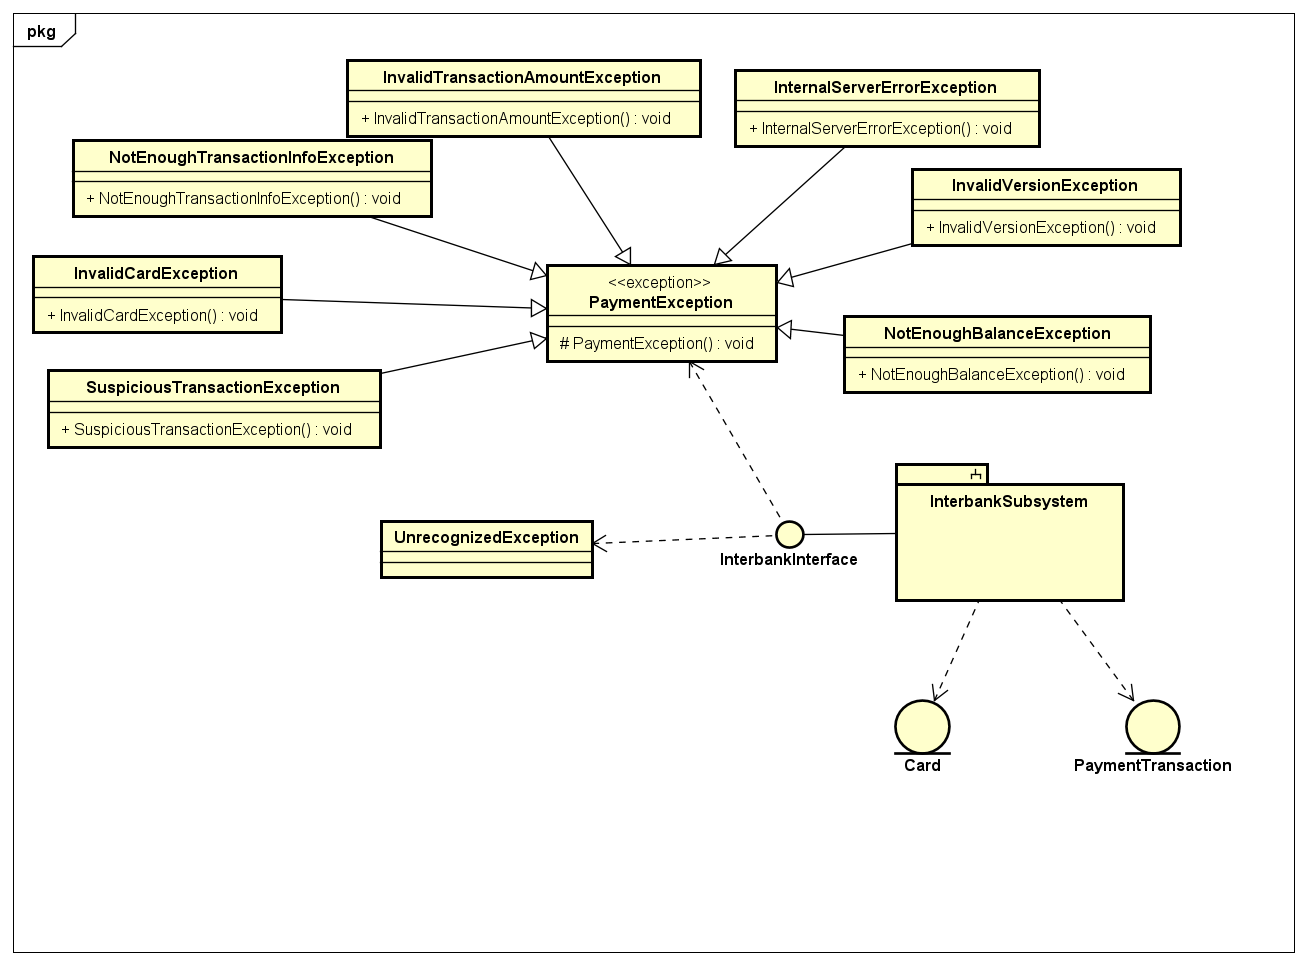 pkg
InvalidTransactionAmountException
+ InvalidTransactionAmountException() : void
InternalServerErrorException
+ InternalServerErrorException() : void
NotEnoughTransactionInfoException
+ NotEnoughTransactionInfoException() : void
InvalidVersionException
+ InvalidVersionException() : void
InvalidCardException
+ InvalidCardException() : void
<<exception>>
PaymentException
# PaymentException() : void
NotEnoughBalanceException
+ NotEnoughBalanceException() : void
SuspiciousTransactionException
+ SuspiciousTransactionException() : void
InterbankSubsystem
UnrecognizedException
InterbankInterface
Card
PaymentTransaction